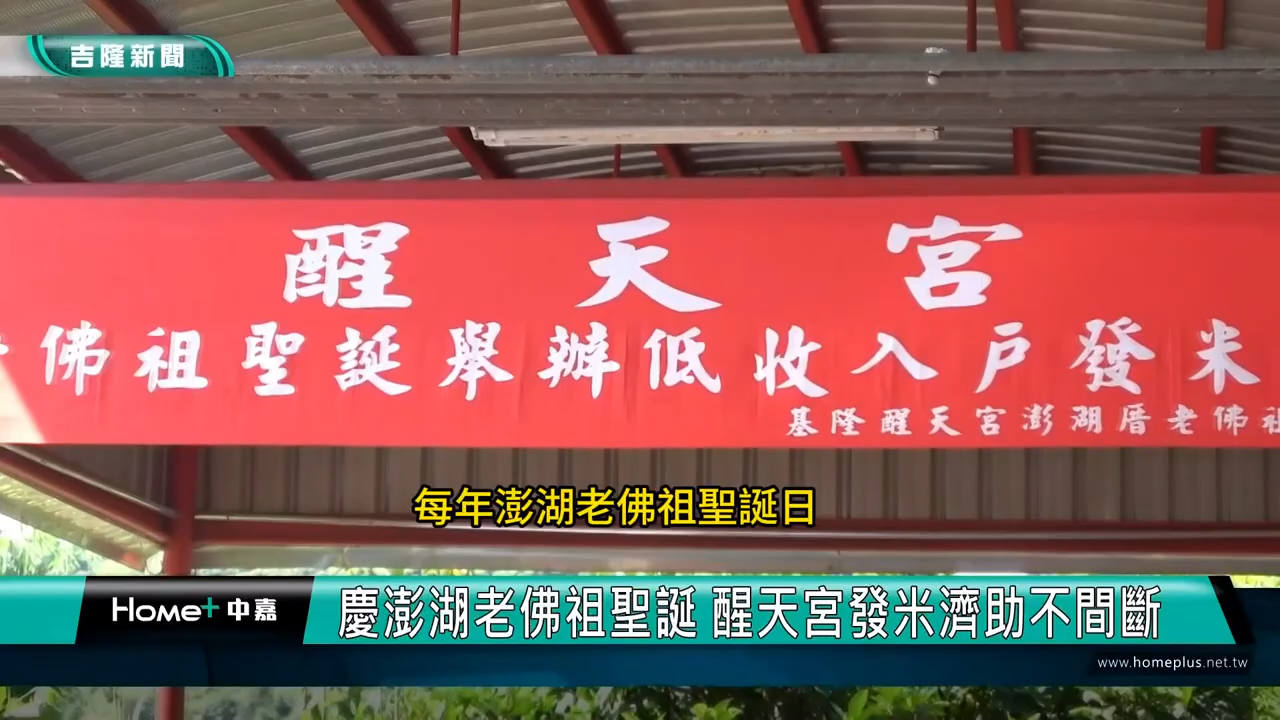 吉隆新聞
醒天宮
佛祖聖誕舉辦低收入戶發米
基隆醒天宮澎湖厝老佛祖
每年澎湖老佛祖聖誕日
Home+中嘉
慶澎湖老佛祖聖誕 醒天宮發米濟助不間斷
www.homeplus.net.tw